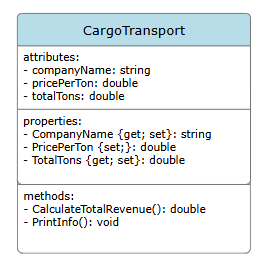 CargoTransport
attributes:
- companyName: string
- pricePerTon: double
- totalTons: double
properties:
- CompanyName {get; set}: string
- PricePerTon {set;}: double
- TotalTons {get; set}: double
methods:
- CalculateTotalRevenue(): double
- PrintInfo(): void